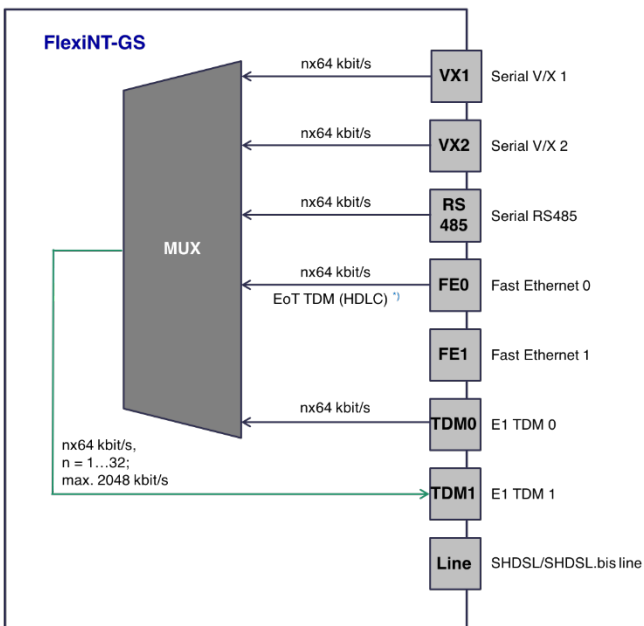 FlexiNT-GS
nx64 kbit/s
VX1
Serial V/X 1
nx64 kbit/s
VX2
Serial V/X 2
nx64 kbit/s
RS
485
Serial RS485
MUX
nx64 kbit/s
EoT TDM (HDLC) *)
FE0
Fast Ethernet 0
FE1
Fast Ethernet 1
nx64 kbit/s
TDM0
E1 TDM 0
nx64 kbit/s,
n = 1...32;
max. 2048 kbit/s
TDM1
E1 TDM 1
Line
SHDSL/SHDSL.bis line